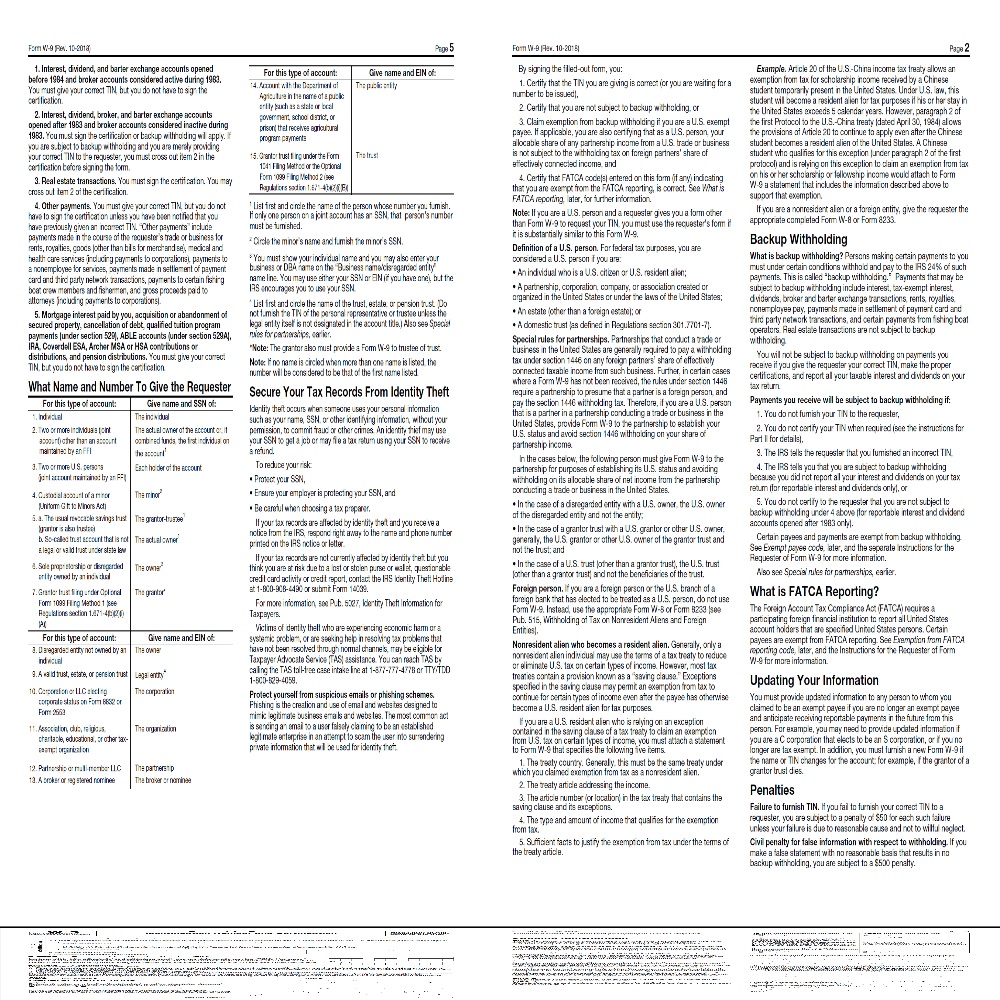 Form W-9 (Rev. 10-2018)
Page 5
1. Interest, dividend, and barter exchange accounts opened
before 1984 and broker accounts considered active during 1983.
You must give your correct TIN, but you do not have to sign the
certification.
2. Interest, dividend, broker, and barter exchange accounts
opened after 1983 and broker accounts considered inactive during
1983. You must sign the certification or backup withholding will apply. If
you are subject to backup withholding and you are merely providing
your correct TIN to the requester, you must cross out item 2 in the
certification before signing the form.
3. Real estate transactions. You must sign the certification. You may
cross out item 2 of the certification.
4. Other payments. You must give your correct TIN, but you do not
have to sign the certification unless you have been notified that you
have previously given an incorrect TIN. “Other payments” include
payments made in the course of the requester’s trade or business for
rents, royalties, goods (other than bills for merchandise), medical and
health care services (including payments to corporations), payments to
a nonemployee for services, payments made in settlement of payment
card and third party network transactions, payments to certain fishing
boat crew members and fishermen, and gross proceeds paid to
attorneys (including payments to corporations).
5. Mortgage interest paid by you, acquisition or abandonment of
secured property, cancellation of debt, qualified tuition program
payments (under section 529), ABLE accounts (under section 529A),
IRA, Coverdell ESA, Archer MSA or HSA contributions or
distributions, and pension distributions. You must give your correct
TIN, but you do not have to sign the certification.
What Name and Number To Give the Requester
For this type of account: Give name and SSN of:
1. Individual The individual
2. Two or more individuals (joint The actual owner of the account or, if
account) other than an account combined funds, the first individual on
maintained by an FFI the account1
3. Two or more U.S. persons Each holder of the account
(joint account maintained by an FFI)
4. Custodial account of a minor The minor2
(Uniform Gift to Minors Act)
5. a. The usual revocable savings trust The grantor-trustee1
(grantor is also trustee)
b. So-called trust account that is not The actual owner1
a legal or valid trust under state law
6. Sole proprietorship or disregarded The owner3
entity owned by an individual
7. Grantor trust filing under Optional The grantor*
Form 1099 Filing Method 1 (see
Regulations section 1.671-4(b)(2)(i)
(A))
For this type of account: Give name and EIN of:
8. Disregarded entity not owned by an The owner
individual
9. A valid trust, estate, or pension trust Legal entity4
10. Corporation or LLC electing The corporation
corporate status on Form 8832 or
Form 2553
11. Association, club, religious, The organization
charitable, educational, or other tax-
exempt organization
12. Partnership or multi-member LLC The partnership
13. A broker or registered nominee The broker or nominee
For this type of account: Give name and EIN of:
14. Account with the Department of The public entity
Agriculture in the name of a public
entity (such as a state or local
government, school district, or
prison) that receives agricultural
program payments
15. Grantor trust filing under the Form The trust
1041 Filing Method or the Optional
Form 1099 Filing Method 2 (see
Regulations section 1.671-4(b)(2)(i)(B))
1 List first and circle the name of the person whose number you furnish.
If only one person on a joint account has an SSN, that person’s number
must be furnished.
2 Circle the minor’s name and furnish the minor’s SSN.
3 You must show your individual name and you may also enter your
business or DBA name on the “Business name/disregarded entity”
name line. You may use either your SSN or EIN (if you have one), but the
IRS encourages you to use your SSN.
4 List first and circle the name of the trust, estate, or pension trust. (Do
not furnish the TIN of the personal representative or trustee unless the
legal entity itself is not designated in the account title.) Also see Special
rules for partnerships, earlier.
*Note: The grantor also must provide a Form W-9 to trustee of trust.
Note: If no name is circled when more than one name is listed, the
number will be considered to be that of the first name listed.
Secure Your Tax Records From Identity Theft
Identity theft occurs when someone uses your personal information
such as your name, SSN, or other identifying information, without your
permission, to commit fraud or other crimes. An identity thief may use
your SSN to get a job or may file a tax return using your SSN to receive
a refund.
To reduce your risk:
• Protect your SSN,
• Ensure your employer is protecting your SSN, and
• Be careful when choosing a tax preparer.
If your tax records are affected by identity theft and you receive a
notice from the IRS, respond right away to the name and phone number
printed on the IRS notice or letter.
If your tax records are not currently affected by identity theft but you
think you are at risk due to a lost or stolen purse or wallet, questionable
credit card activity or credit report, contact the IRS Identity Theft Hotline
at 1-800-908-4490 or submit Form 14039.
For more information, see Pub. 5027, Identity Theft Information for
Taxpayers.
Victims of identity theft who are experiencing economic harm or a
systemic problem, or are seeking help in resolving tax problems that
have not been resolved through normal channels, may be eligible for
Taxpayer Advocate Service (TAS) assistance. You can reach TAS by
calling the TAS toll-free case intake line at 1-877-777-4778 or TTY/TDD
1-800-829-4059.
Protect yourself from suspicious emails or phishing schemes.
Phishing is the creation and use of email and websites designed to
mimic legitimate business emails and websites. The most common act
is sending an email to a user falsely claiming to be an established
legitimate enterprise in an attempt to scam the user into surrendering
private information that will be used for identity theft.
Form W-9 (Rev. 10-2018)
Page 2
By signing the filled-out form, you:
1. Certify that the TIN you are giving is correct (or you are waiting for a
number to be issued),
2. Certify that you are not subject to backup withholding, or
3. Claim exemption from backup withholding if you are a U.S. exempt
payee. If applicable, you are also certifying that as a U.S. person, your
allocable share of any partnership income from a U.S. trade or business
is not subject to the withholding tax on foreign partners' share of
effectively connected income, and
4. Certify that FATCA code(s) entered on this form (if any) indicating
that you are exempt from the FATCA reporting, is correct. See What is
FATCA reporting, later, for further information.
Note: If you are a U.S. person and a requester gives you a form other
than Form W-9 to request your TIN, you must use the requester’s form if
it is substantially similar to this Form W-9.
Definition of a U.S. person. For federal tax purposes, you are
considered a U.S. person if you are:
• An individual who is a U.S. citizen or U.S. resident alien;
• A partnership, corporation, company, or association created or
organized in the United States or under the laws of the United States;
• An estate (other than a foreign estate); or
• A domestic trust (as defined in Regulations section 301.7701-7).
Special rules for partnerships. Partnerships that conduct a trade or
business in the United States are generally required to pay a withholding
tax under section 1446 on any foreign partners’ share of effectively
connected taxable income from such business. Further, in certain cases
where a Form W-9 has not been received, the rules under section 1446
require a partnership to presume that a partner is a foreign person, and
pay the section 1446 withholding tax. Therefore, if you are a U.S. person
that is a partner in a partnership conducting a trade or business in the
United States, provide Form W-9 to the partnership to establish your
U.S. status and avoid section 1446 withholding on your share of
partnership income.
In the cases below, the following person must give Form W-9 to the
partnership for purposes of establishing its U.S. status and avoiding
withholding on its allocable share of net income from the partnership
conducting a trade or business in the United States.
• In the case of a disregarded entity with a U.S. owner, the U.S. owner
of the disregarded entity and not the entity;
• In the case of a grantor trust with a U.S. grantor or other U.S. owner,
generally, the U.S. grantor or other U.S. owner of the grantor trust and
not the trust; and
• In the case of a U.S. trust (other than a grantor trust), the U.S. trust
(other than a grantor trust) and not the beneficiaries of the trust.
Foreign person. If you are a foreign person or the U.S. branch of a
foreign bank that has elected to be treated as a U.S. person, do not use
Form W-9. Instead, use the appropriate Form W-8 or Form 8233 (see
Pub. 515, Withholding of Tax on Nonresident Aliens and Foreign
Entities).
Nonresident alien who becomes a resident alien. Generally, only a
nonresident alien individual may use the terms of a tax treaty to reduce
or eliminate U.S. tax on certain types of income. However, most tax
treaties contain a provision known as a “saving clause.” Exceptions
specified in the saving clause may permit an exemption from tax to
continue for certain types of income even after the payee has otherwise
become a U.S. resident alien for tax purposes.
If you are a U.S. resident alien who is relying on an exception
contained in the saving clause of a tax treaty to claim an exemption
from U.S. tax on certain types of income, you must attach a statement
to Form W-9 that specifies the following five items.
1. The treaty country. Generally, this must be the same treaty under
which you claimed exemption from tax as a nonresident alien.
2. The treaty article addressing the income.
3. The article number (or location) in the tax treaty that contains the
saving clause and its exceptions.
4. The type and amount of income that qualifies for the exemption
from tax.
5. Sufficient facts to justify the exemption from tax under the terms of
the treaty article.
Example. Article 20 of the U.S.-China income tax treaty allows an
exemption from tax for scholarship income received by a Chinese
student temporarily present in the United States. Under U.S. law, this
student will become a resident alien for tax purposes if his or her stay in
the United States exceeds 5 calendar years. However, paragraph 2 of
the first Protocol to the U.S.-China treaty (dated April 30, 1984) allows
the provisions of Article 20 to continue to apply even after the Chinese
student becomes a resident alien of the United States. A Chinese
student who qualifies for this exception (under paragraph 2 of the first
protocol) and is relying on this exception to claim an exemption from tax
on his or her scholarship or fellowship income would attach to Form
W-9 a statement that includes the information described above to
support that exemption.
If you are a nonresident alien or a foreign entity, give the requester the
appropriate completed Form W-8 or Form 8233.
Backup Withholding
What is backup withholding? Persons making certain payments to you
must under certain conditions withhold and pay to the IRS 24% of such
payments. This is called “backup withholding.” Payments that may be
subject to backup withholding include interest, tax-exempt interest,
dividends, broker and barter exchange transactions, rents, royalties,
nonemployee pay, payments made in settlement of payment card and
third party network transactions, and certain payments from fishing boat
operators. Real estate transactions are not subject to backup
withholding.
You will not be subject to backup withholding on payments you
receive if you give the requester your correct TIN, make the proper
certifications, and report all your taxable interest and dividends on your
tax return.
Payments you receive will be subject to backup withholding if:
1. You do not furnish your TIN to the requester,
2. You do not certify your TIN when required (see the instructions for
Part II for details),
3. The IRS tells the requester that you furnished an incorrect TIN,
4. The IRS tells you that you are subject to backup withholding
because you did not report all your interest and dividends on your tax
return (for reportable interest and dividends only), or
5. You do not certify to the requester that you are not subject to
backup withholding under 4 above (for reportable interest and dividend
accounts opened after 1983 only).
Certain payees and payments are exempt from backup withholding.
See Exempt payee code, later, and the separate Instructions for the
Requester of Form W-9 for more information.
Also see Special rules for partnerships, earlier.
What is FATCA Reporting?
The Foreign Account Tax Compliance Act (FATCA) requires a
participating foreign financial institution to report all United States
account holders that are specified United States persons. Certain
payees are exempt from FATCA reporting. See Exemption from FATCA
reporting code, later, and the Instructions for the Requester of Form
W-9 for more information.
Updating Your Information
You must provide updated information to any person to whom you
claimed to be an exempt payee if you are no longer an exempt payee
and anticipate receiving reportable payments in the future from this
person. For example, you may need to provide updated information if
you are a C corporation that elects to be an S corporation, or if you no
longer are tax exempt. In addition, you must furnish a new Form W-9 if
the name or TIN changes for the account; for example, if the grantor of a
grantor trust dies.
Penalties
Failure to furnish TIN. If you fail to furnish your correct TIN to a
requester, you are subject to a penalty of $50 for each such failure
unless your failure is due to reasonable cause and not to willful neglect.
Civil penalty for false information with respect to withholding. If you
make a false statement with no reasonable basis that results in no
backup withholding, you are subject to a $500 penalty.